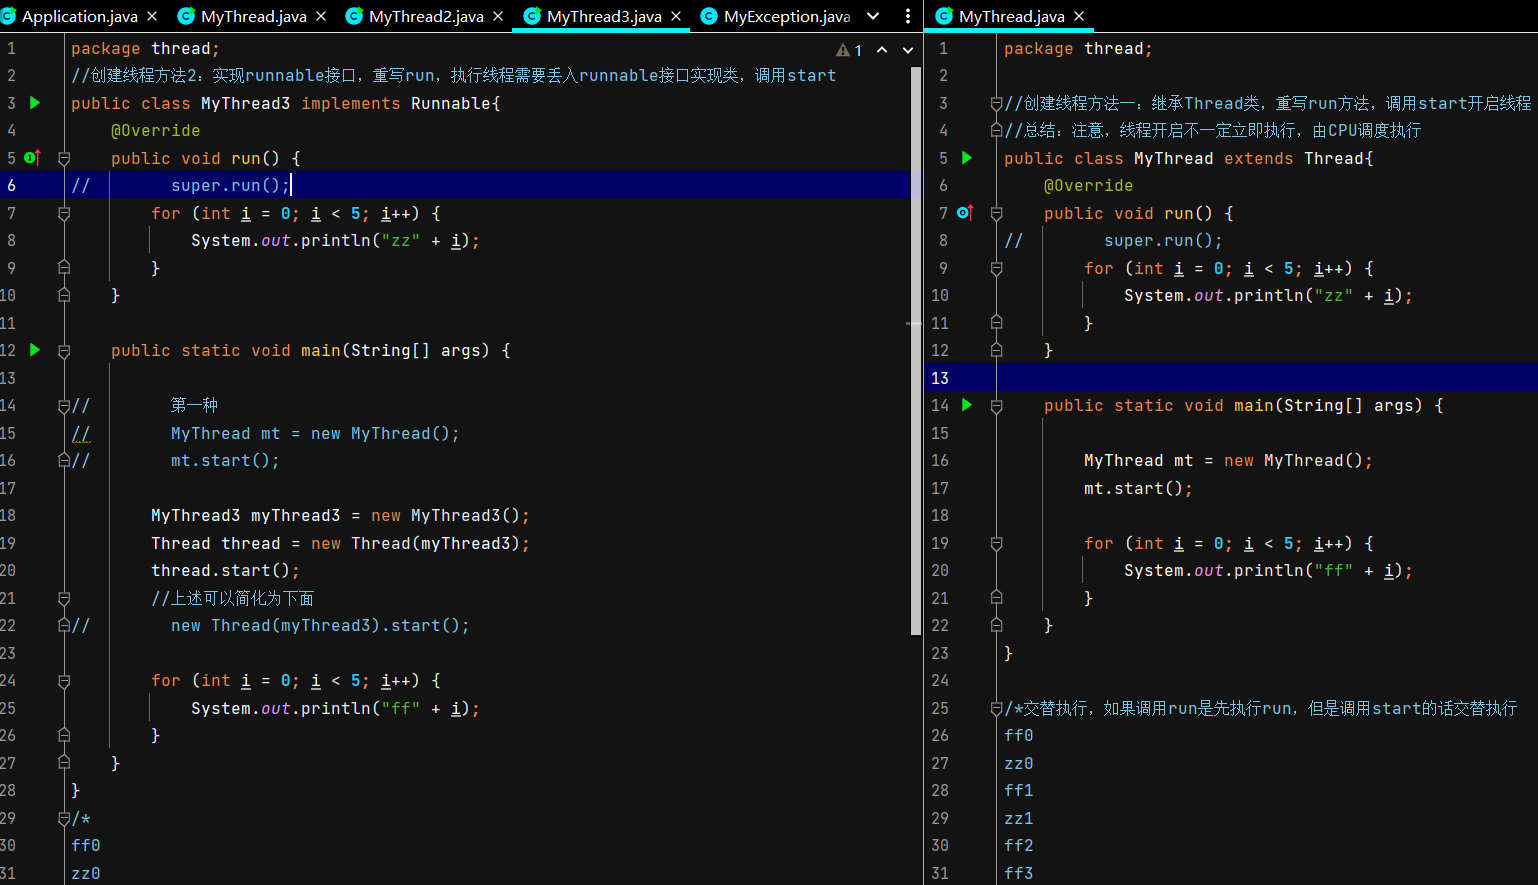 Application.java
MyThread.java
MyThread2.java
MyThread3.java
MyException.java
1 package thread;
2 //创建线程方法2：实现runnable接口，重写run，执行线程需要丢入runnable接口实现类，调用start
3 public class MyThread3 implements Runnable{
4 @Override
5 public void run() {
6 // super.run();
7 for (int i = 0; i < 5; i++) {
8 System.out.println("zz" + i);
9 }
10 }
11
12 public static void main(String[] args) {
13
14 // 第一种
15 // MyThread mt = new MyThread();
16 // mt.start();
17
18 MyThread3 myThread3 = new MyThread3();
19 Thread thread = new Thread(myThread3);
20 thread.start();
21 //上述可以简化为下面
22 // new Thread(myThread3).start();
23
24 for (int i = 0; i < 5; i++) {
25 System.out.println("ff" + i);
26 }
27 }
28 }
29 /*
30 ff0
31 zz0
1
MyThread.java
1 package thread;
2
3 //创建线程方法一：继承Thread类，重写run方法，调用start开启线程
4 //总结：注意，线程开启不一定立即执行，由CPU调度执行
5 public class MyThread extends Thread{
6 @Override
7 public void run() {
8 // super.run();
9 for (int i = 0; i < 5; i++) {
10 System.out.println("zz" + i);
11 }
12 }
13
14 public static void main(String[] args) {
15
16 MyThread mt = new MyThread();
17 mt.start();
18
19 for (int i = 0; i < 5; i++) {
20 System.out.println("ff" + i);
21 }
22 }
23 }
24
25 /*交替执行，如果调用run是先执行run，但是调用start的话交替执行
26 ff0
27 zz0
28 ff1
29 zz1
30 ff2
31 ff3